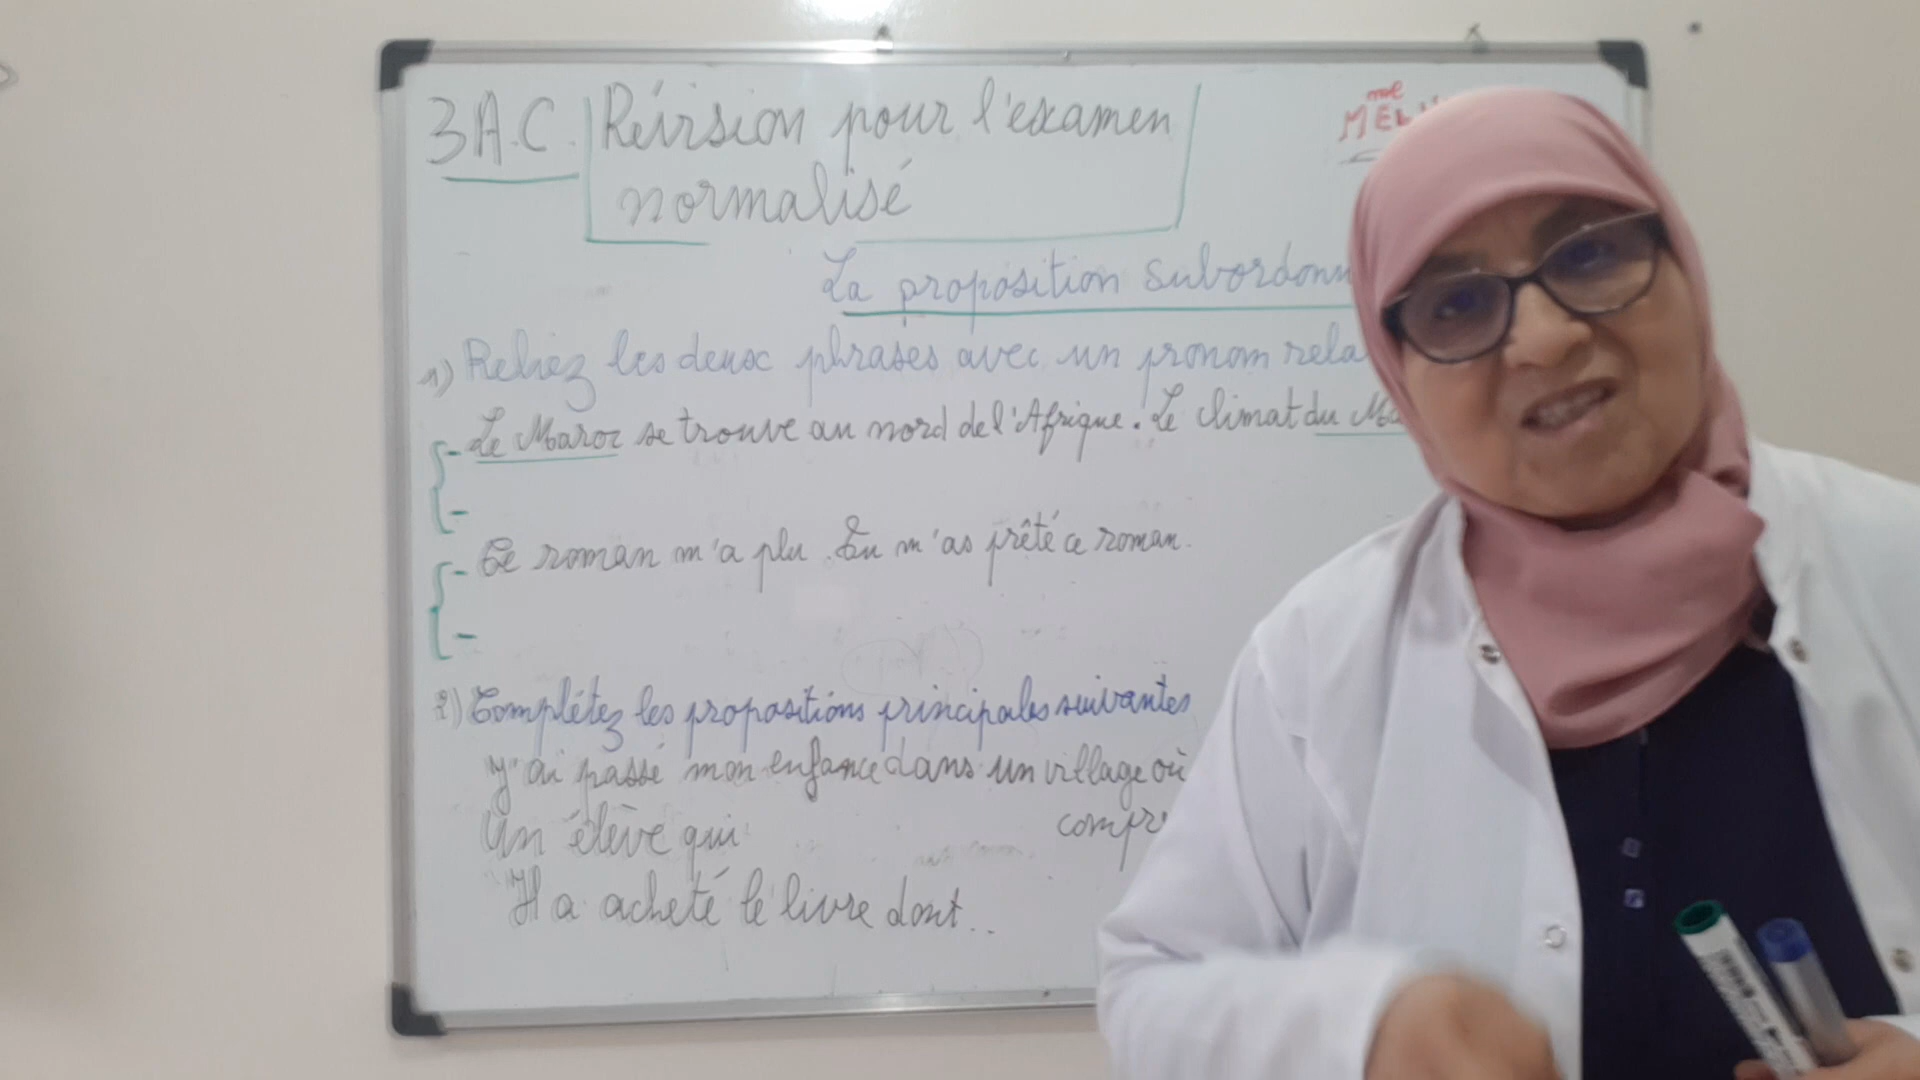 3A.C. Révision pour l'examen
normalisé
me
La proposition subordonn
1) Reliez les deux phrases avec un pronom rela
- Le Maroc se trouve au nord de l'Afrique. Le climat du Ma
-
- Ce roman m'a plu. Tu m'as prêté ce roman.
-
2) Complétez les propositions principales suivantes
J'ai passé mon enfance dans un village où
Un élève qui compr
Il a acheté le livre dont..